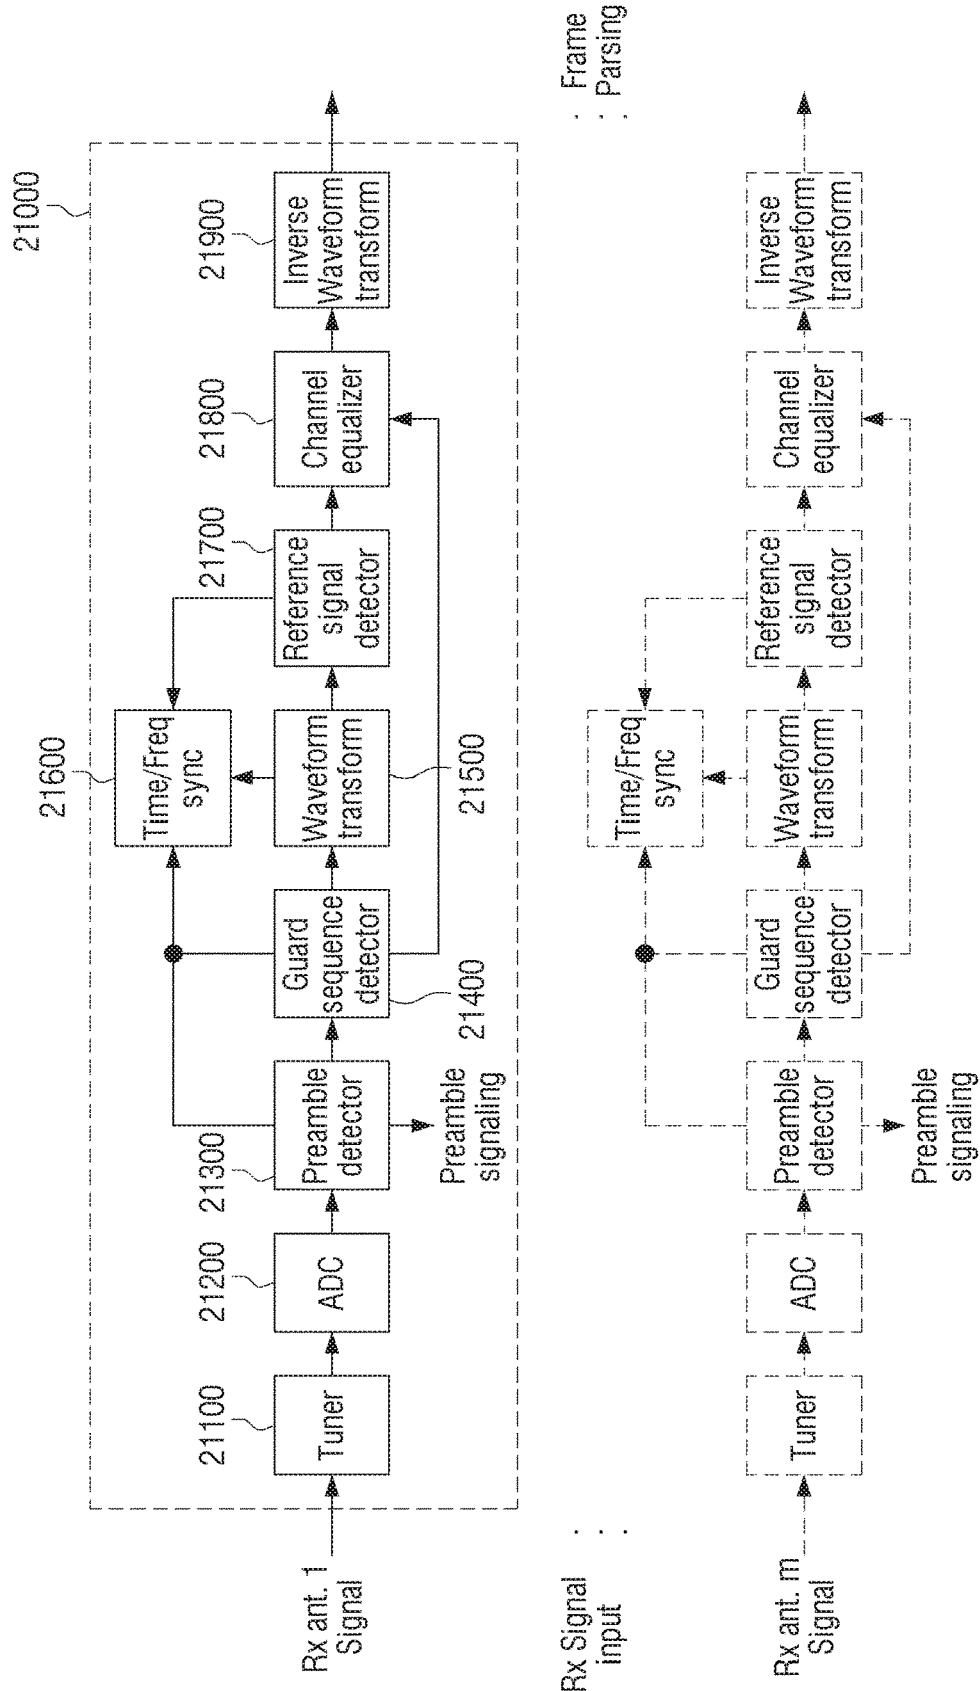 21000
21600
Time/Freq
sync
21100
21200
21300
21700
21800
21900
Rx ant. 1
Signal
Tuner
ADC
Preamble
detector
Guard
sequence
detector
Waveform
transform
Reference
signal
detector
Channel
equalizer
Inverse
Waveform
transform
21400
21500
Preamble
signaling
Rx Signal
input
. . .
. . .
Frame
Parsing
Time/Freq
sync
Rx ant. m
Signal
Tuner
ADC
Preamble
detector
Guard
sequence
detector
Waveform
transform
Reference
signal
detector
Channel
equalizer
Inverse
Waveform
transform
Preamble
signaling